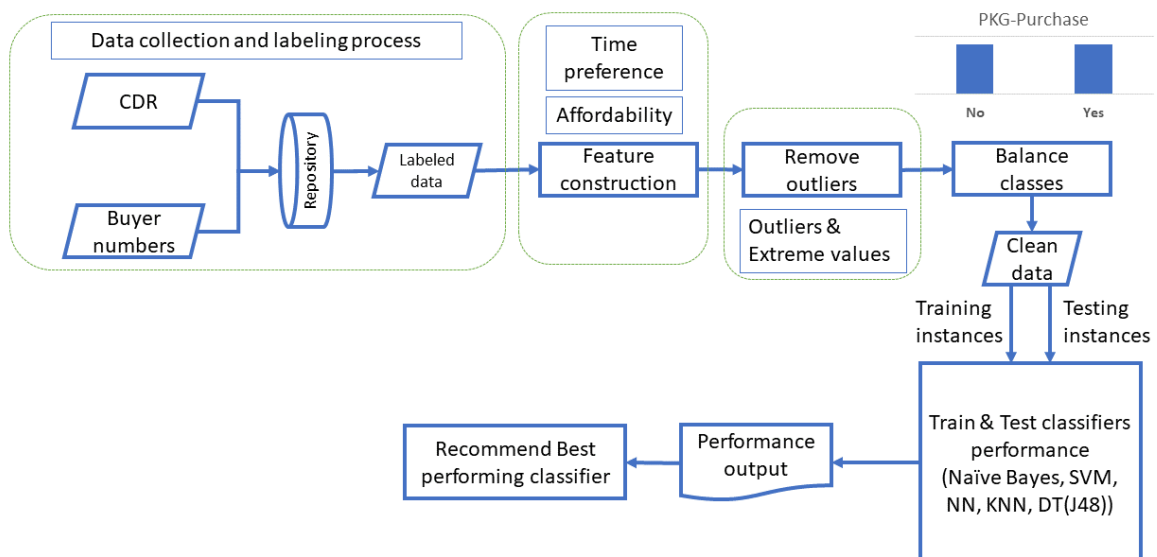 Data collection and labeling process
CDR
Buyer
numbers
Repository
Labeled
data
Time
preference
Affordability
Feature
construction
Remove
outliers
Outliers &
Extreme values
PKG-Purchase
No
Yes
Balance
classes
Clean
data
Training
instances
Testing
instances
Train & Test classifiers
performance
(Naïve Bayes, SVM,
NN, KNN, DT(J48))
Performance
output
Recommend Best
performing classifier